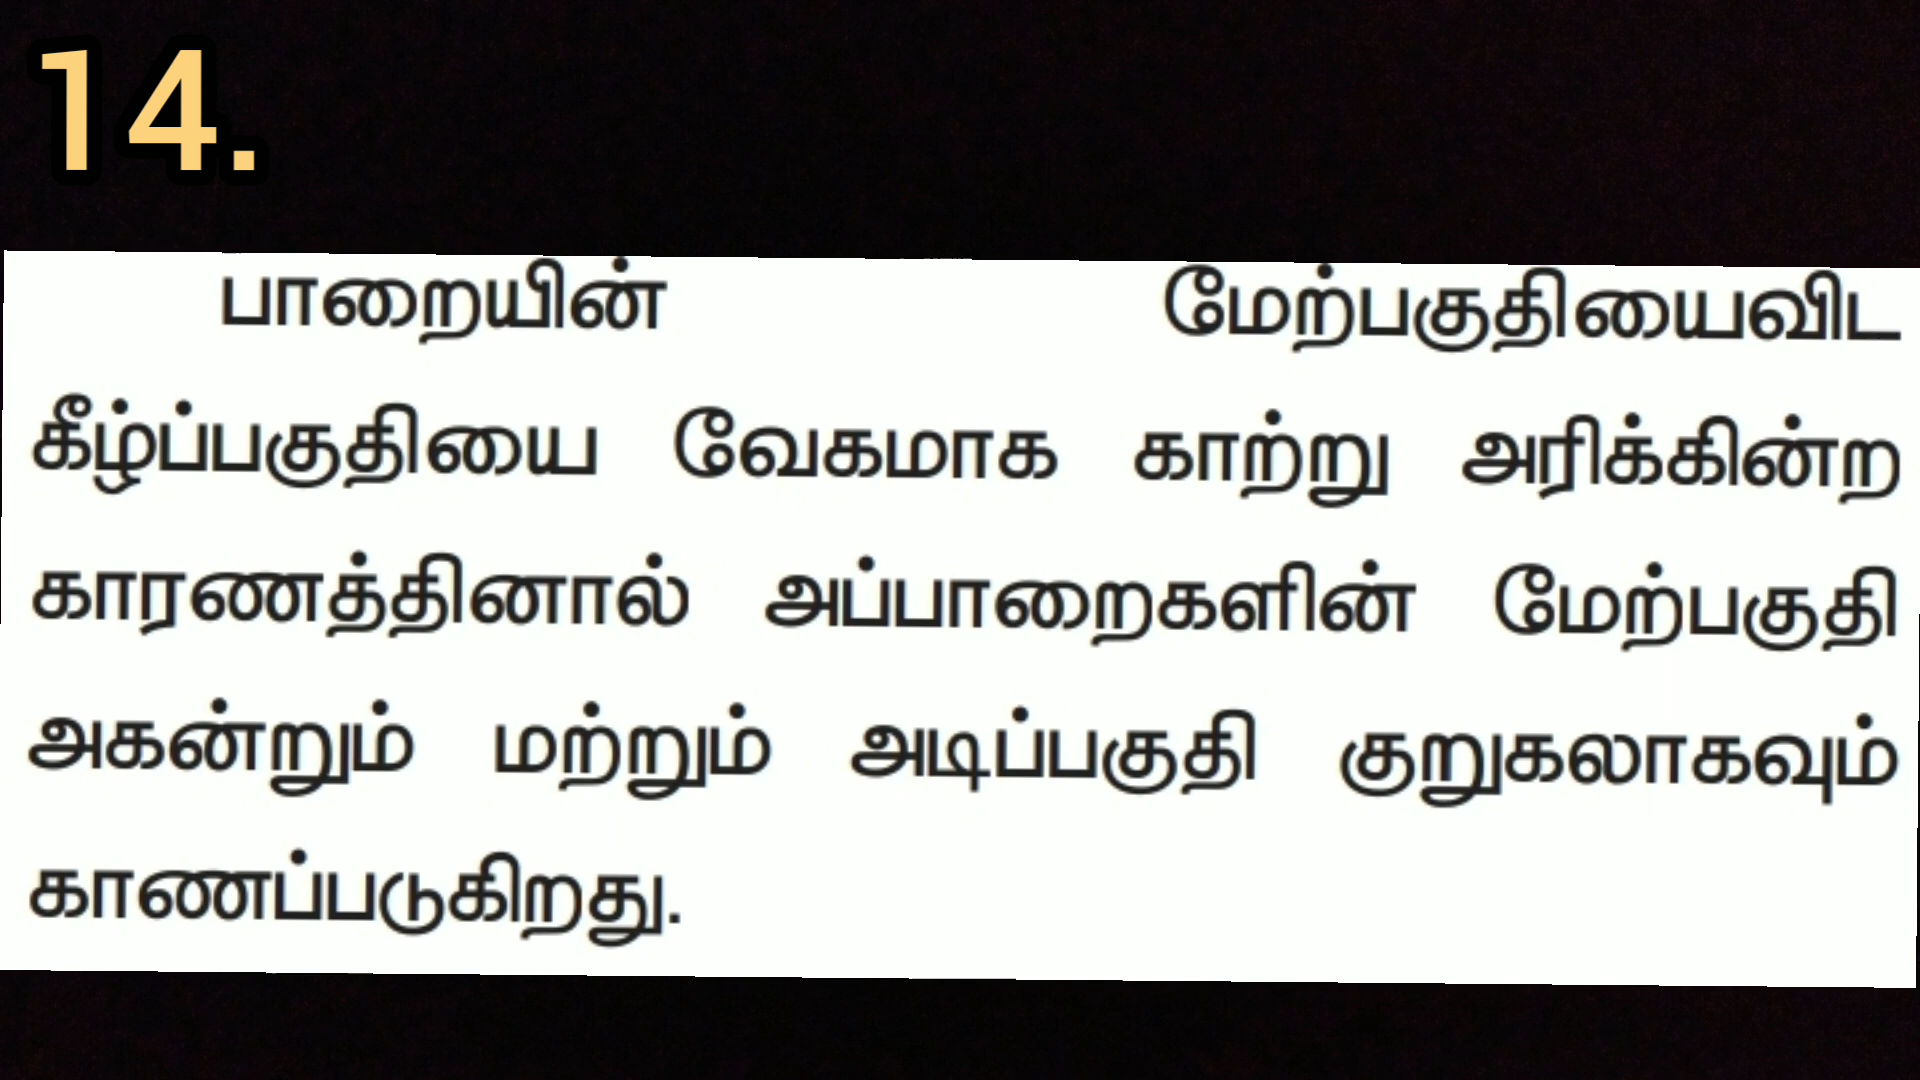 14.
பாறையின் மேற்பகுதியைவிட
கீழ்ப்பகுதியை வேகமாக காற்று அரிக்கின்ற
காரணத்தினால் அப்பாறைகளின் மேற்பகுதி
அகன்றும் மற்றும் அடிப்பகுதி குறுகலாகவும்
காணப்படுகிறது.